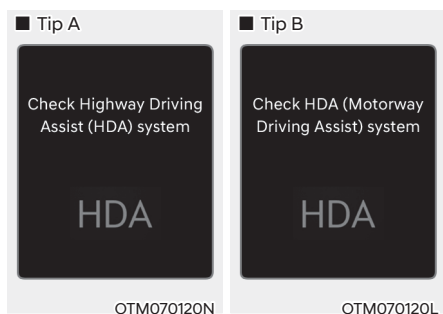 ■ Tip A
Check Highway Driving
Assist (HDA) system
HDA
OTM070120N
■ Tip B
Check HDA (Motorway
Driving Assist) system
HDA
OTM070120L